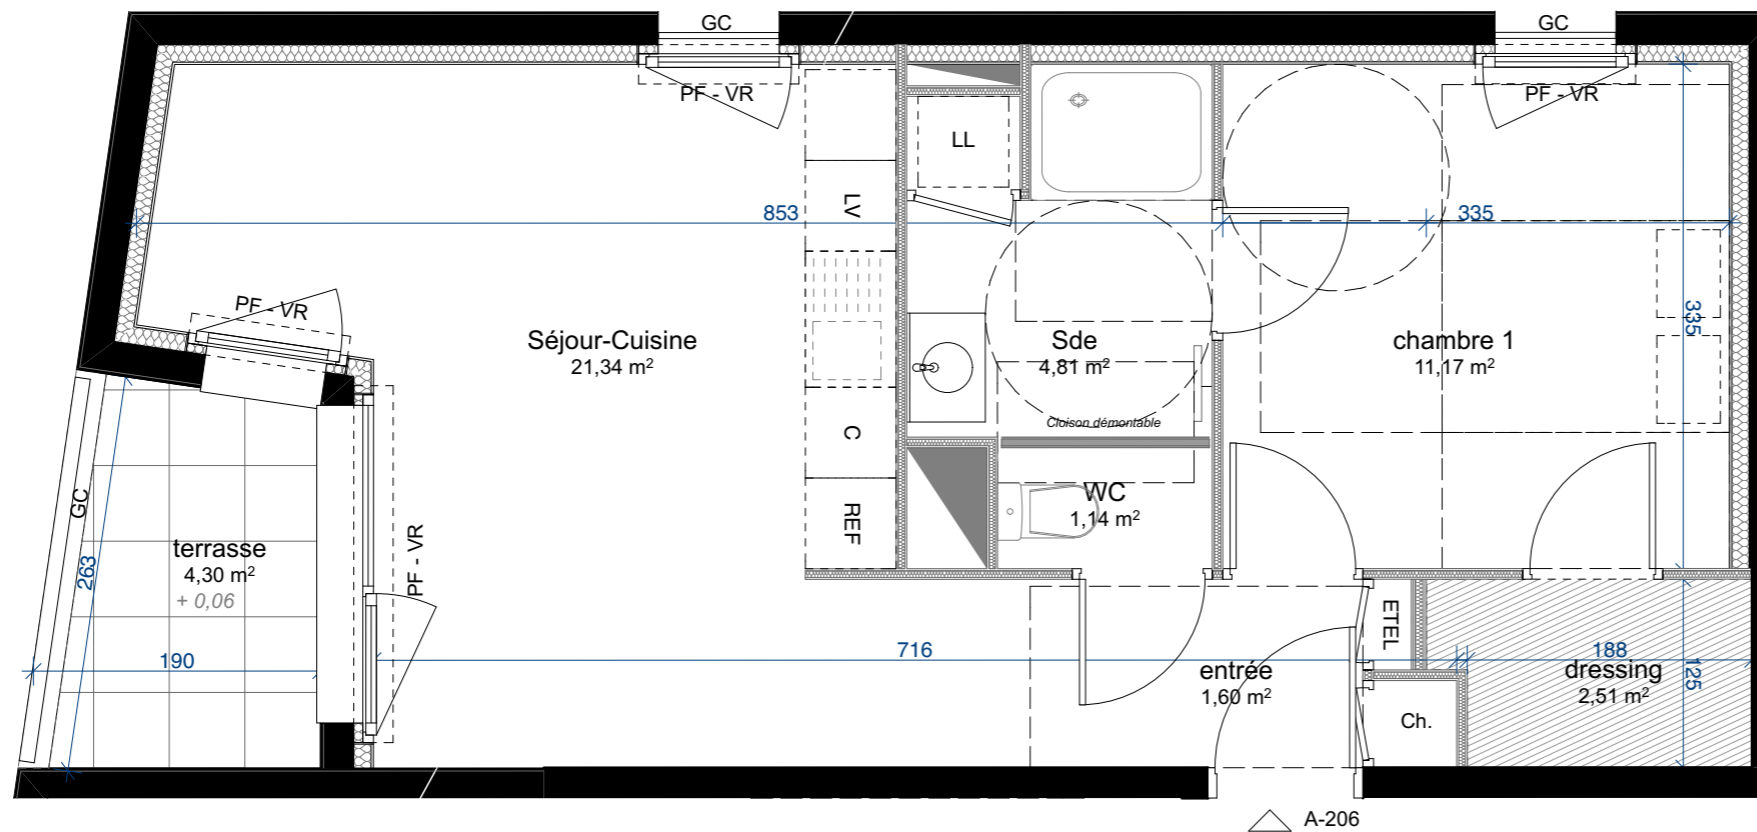 GC
GC
PF - VR
PF - VR
LL
LV
853
335
PF - VR
Séjour-Cuisine
21,34 m²
Sde
4,81 m²
chambre 1
11,17 m²
335
Cloison démontable
C
REF
WC
1,14 m²
GC
terrasse
4,30 m²
+ 0,06
263
PF - VR
190
716
entrée
1,60 m²
ETEL
188
dressing
2,51 m²
125
Ch.
A-206